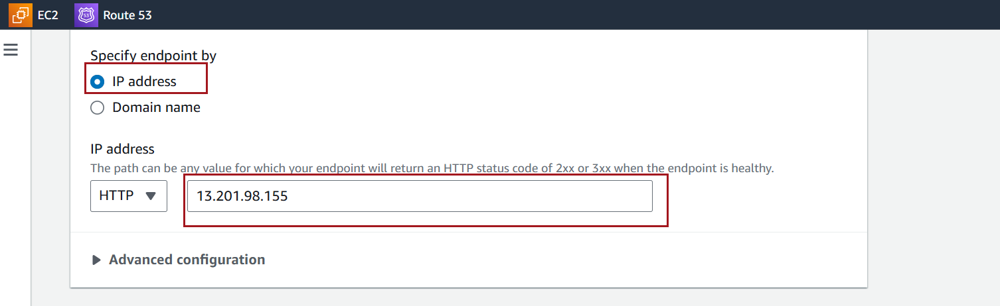 EC2 53 Route 53
Specify endpoint by
IP address
Domain name
IP address
The path can be any value for which your endpoint will return an HTTP status code of 2xx or 3xx when the endpoint is healthy.
HTTP 13.201.98.155
Advanced configuration